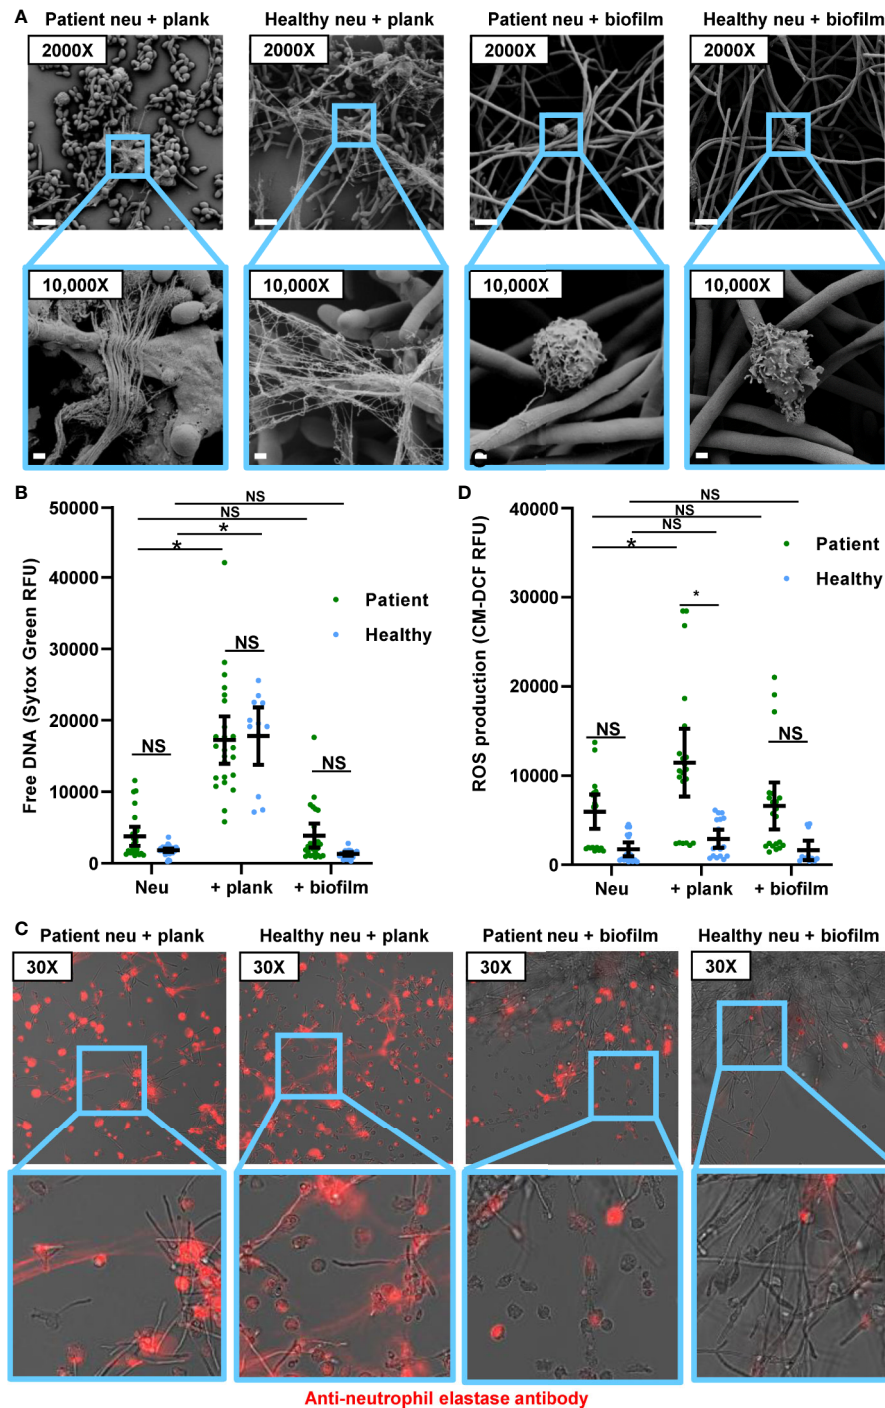 A
Patient neu + plank
Healthy neu + plank
Patient neu + biofilm
Healthy neu + biofilm
2000X
2000X
2000X
2000X
10,000X
10,000X
10,000X
10,000X
B
50000
40000
30000
20000
10000
0
Free DNA (Sytox Green RFU)
NS
NS
*
*
NS
NS
NS
Patient
Healthy
Neu
+ plank
+ biofilm
D
40000
30000
20000
10000
0
ROS production (CM-DCF RFU)
NS
NS
NS
*
*
NS
NS
Patient
Healthy
Neu
+ plank
+ biofilm
C
Patient neu + plank
Healthy neu + plank
Patient neu + biofilm
Healthy neu + biofilm
30X
30X
30X
30X
Anti-neutrophil elastase antibody